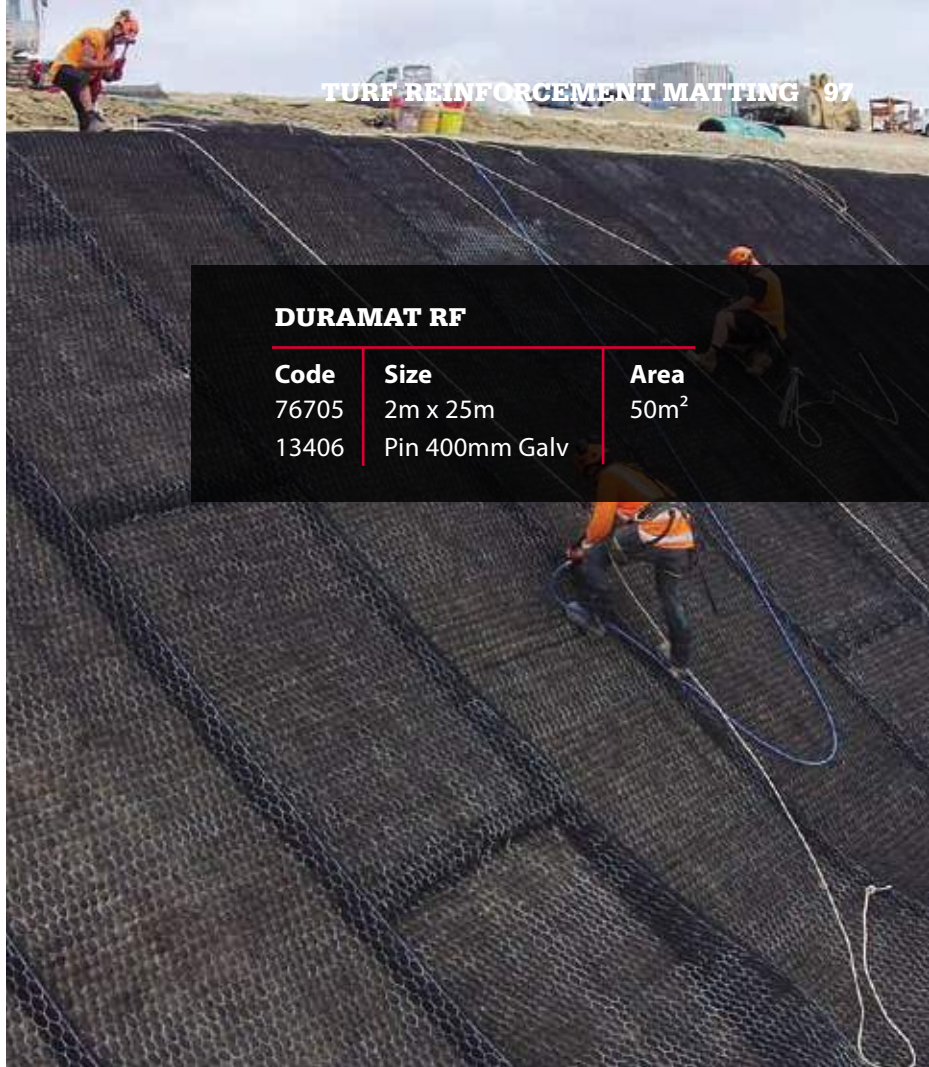 TURF REINFORCEMENT MATTING 97
DURAMAT RF
Code Size Area
76705 2m x 25m 50m²
13406 Pin 400mm Galv